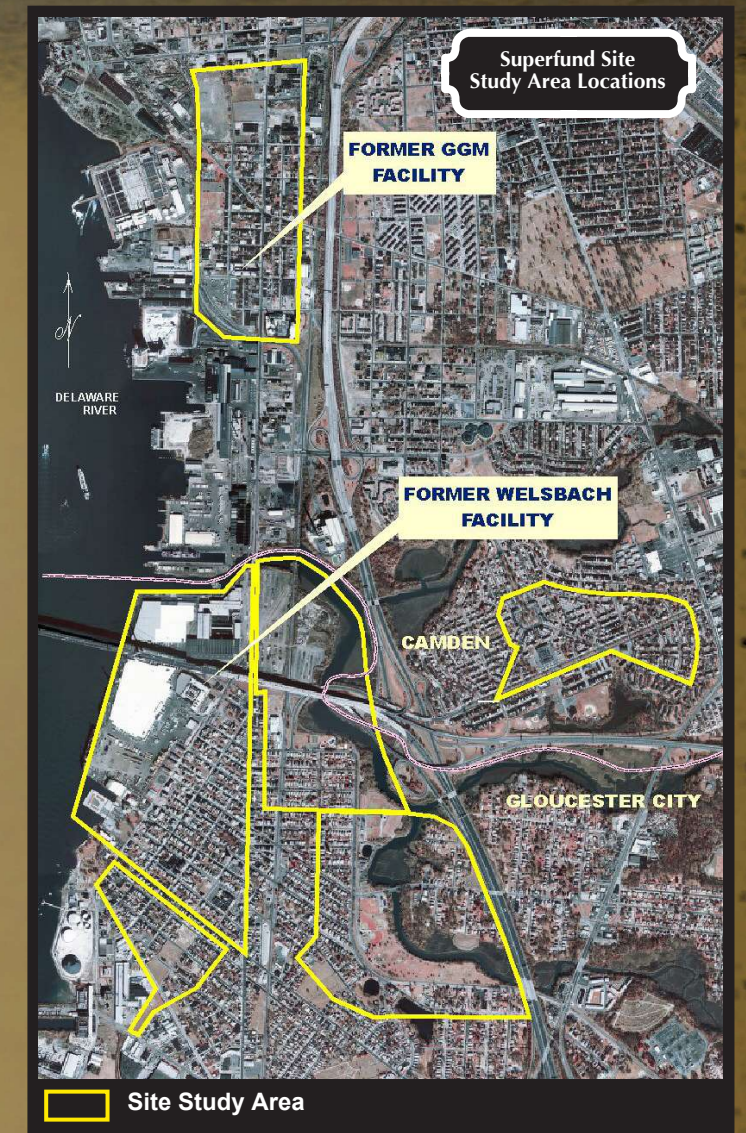 Superfund Site
Study Area Locations
FORMER GGM
FACILITY
N
DELAWARE
RIVER
FORMER WELSBACH
FACILITY
CAMDEN
GLOUCESTER CITY
Site Study Area